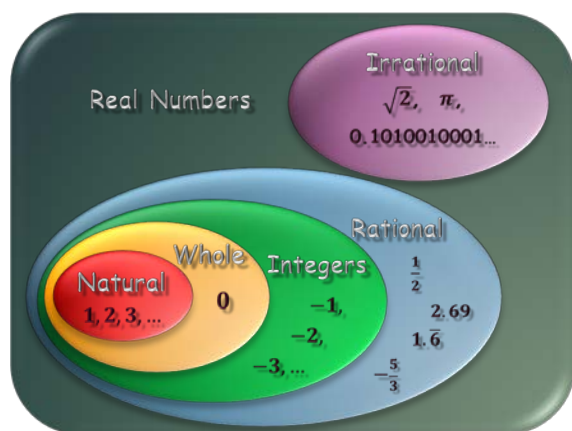 Irrational
√2, π,
0.1010010001...
Real Numbers
Rational
1/2
2.69
1.6̅
−5/3
Integers
−1,
−2,
−3, ...
Whole
0
Natural
1, 2, 3, ...